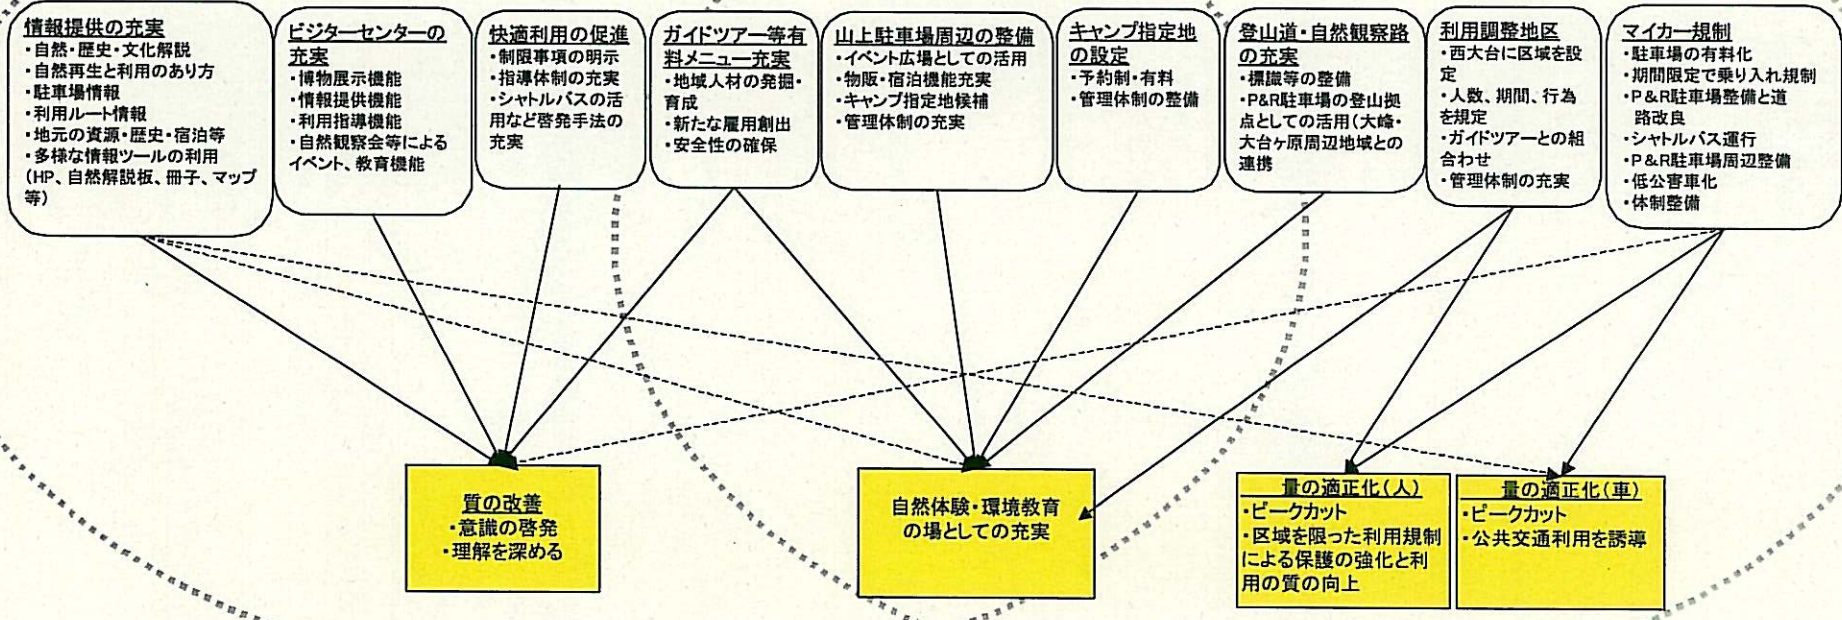 情報提供の充実
・自然・歴史・文化解説
・自然再生と利用のあり方
・駐車場情報
・利用ルート情報
・地元の資源・歴史・宿泊等
・多様な情報ツールの利用
(HP、自然解説板、冊子、マップ
等)
ビジターセンターの
充実
・博物展示機能
・情報提供機能
・利用指導機能
・自然観察会等による
イベント、教育機能
快適利用の促進
・制限事項の明示
・指導体制の充実
・シャトルバスの活
用など啓発手法の
充実
ガイドツアー等有
料メニュー充実
・地域人材の発掘・
育成
・新たな雇用創出
・安全性の確保
山上駐車場周辺の整備
・イベント広場としての活用
・物販・宿泊機能充実
・キャンプ指定地候補
・管理体制の充実
キャンプ指定地
の設定
・予約制・有料
・管理体制の整備
登山道・自然観察路
の充実
・標識等の整備
・P&R駐車場の登山拠
点としての活用(大峰・
大台ヶ原周辺地域との
連携
利用調整地区
・西大台に区域を設
定
・人数、期間、行為
を規定
・ガイドツアーとの組
合わせ
・管理体制の充実
マイカー規制
・駐車場の有料化
・期間限定で乗り入れ規制
・P&R駐車場整備と道
路改良
・シャトルバス運行
・P&R駐車場周辺整備
・低公害車化
・体制整備
質の改善
・意識の啓発
・理解を深める
自然体験・環境教育
の場としての充実
量の適正化(人)
・ピークカット
・区域を限った利用規制
による保護の強化と利
用の質の向上
量の適正化(車)
・ピークカット
・公共交通利用を誘導